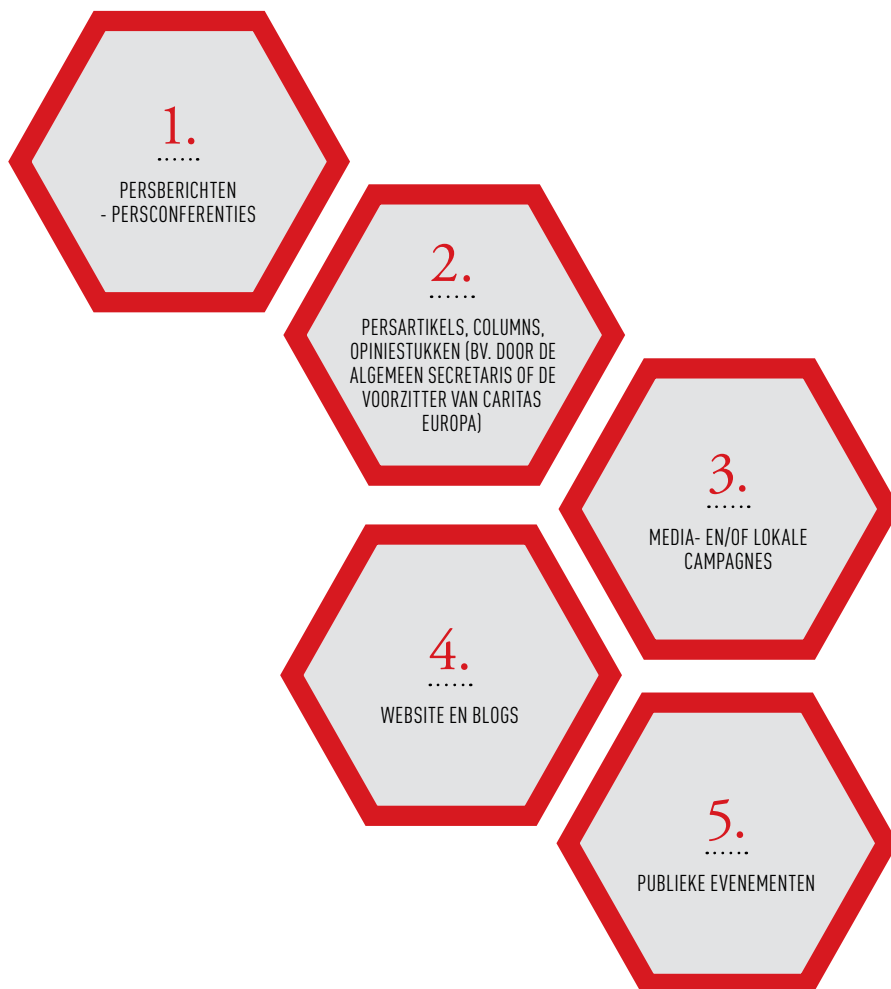 1.
PERSBERICHTEN
- PERSCONFERENTIES
2.
PERSARTIKELS, COLUMNS,
OPINIESTUKKEN (BV. DOOR DE
ALGEMEEN SECRETARIS OF DE
VOORZITTER VAN CARITAS
EUROPA)
3.
MEDIA- EN/OF LOKALE
CAMPAGNES
4.
WEBSITE EN BLOGS
5.
PUBLIEKE EVENEMENTEN